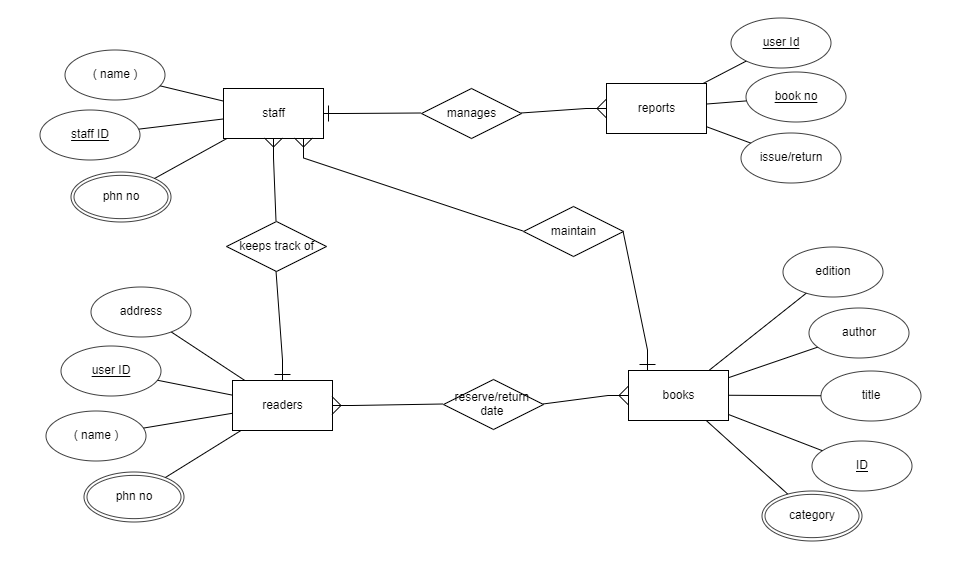 user Id
( name )
staff
manages
reports
book no
staff ID
issue/return
phn no
maintain
keeps track of
edition
address
author
user ID
readers
reserve/return
date
books
title
( name )
ID
phn no
category